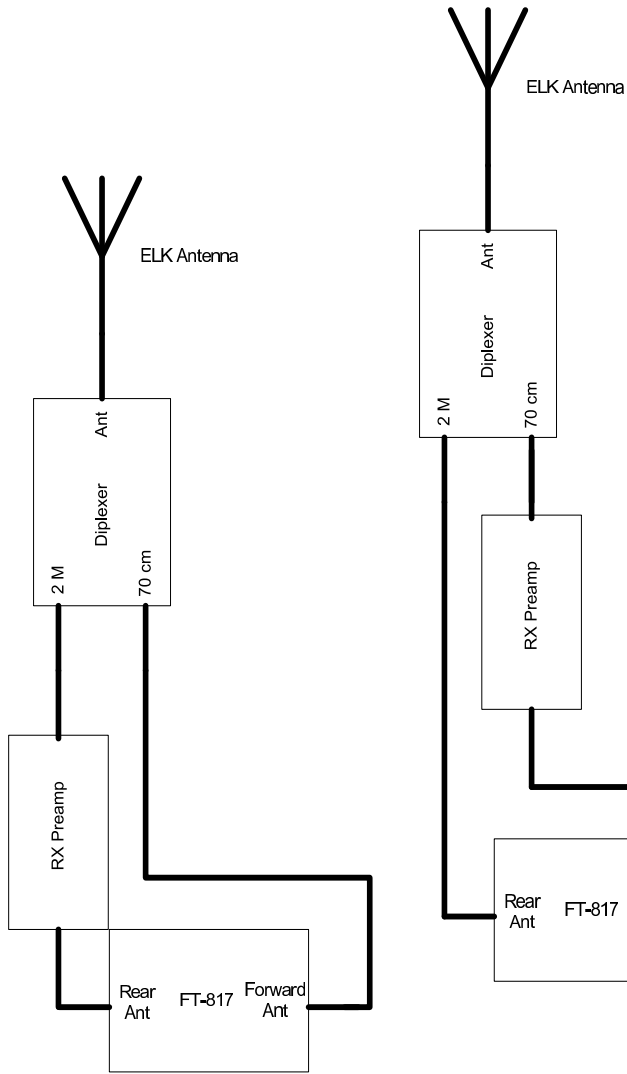 ELK Antenna
Ant
Diplexer
2 M
70 cm
RX Preamp
Rear
Ant
FT-817
Forward
Ant
ELK Antenna
Ant
Diplexer
2 M
70 cm
RX Preamp
Rear
Ant
FT-817